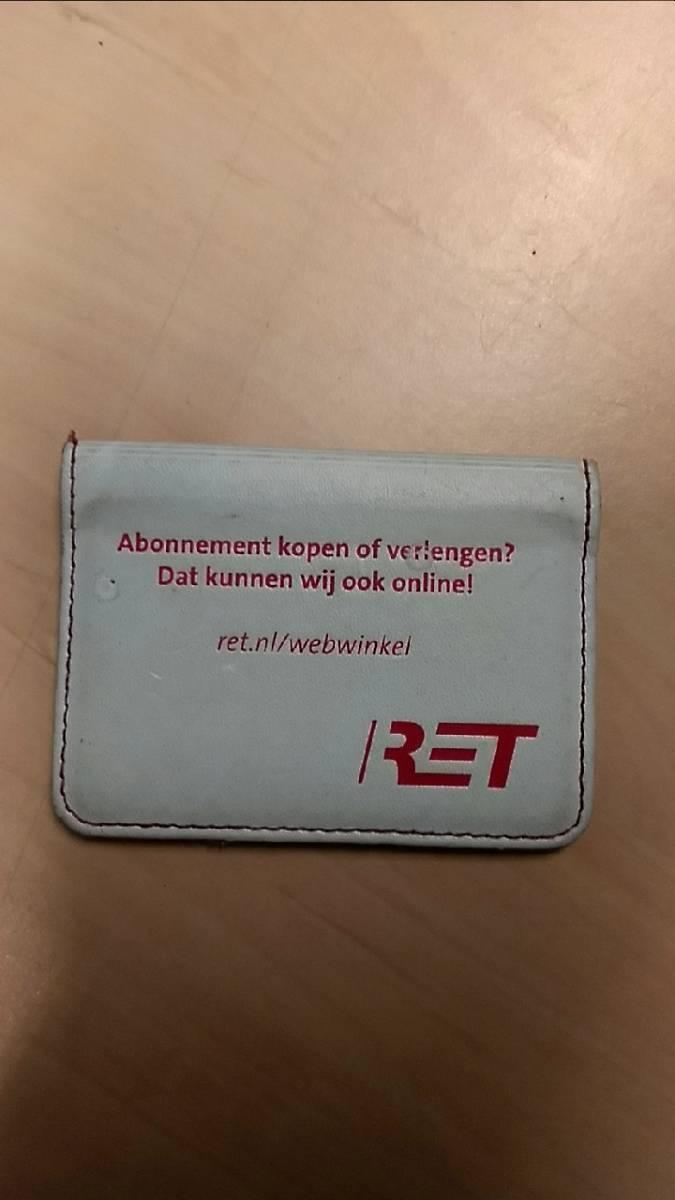 Abonnement kopen of verlengen?
Dat kunnen wij ook online!
ret.nl/webwinkel
RET